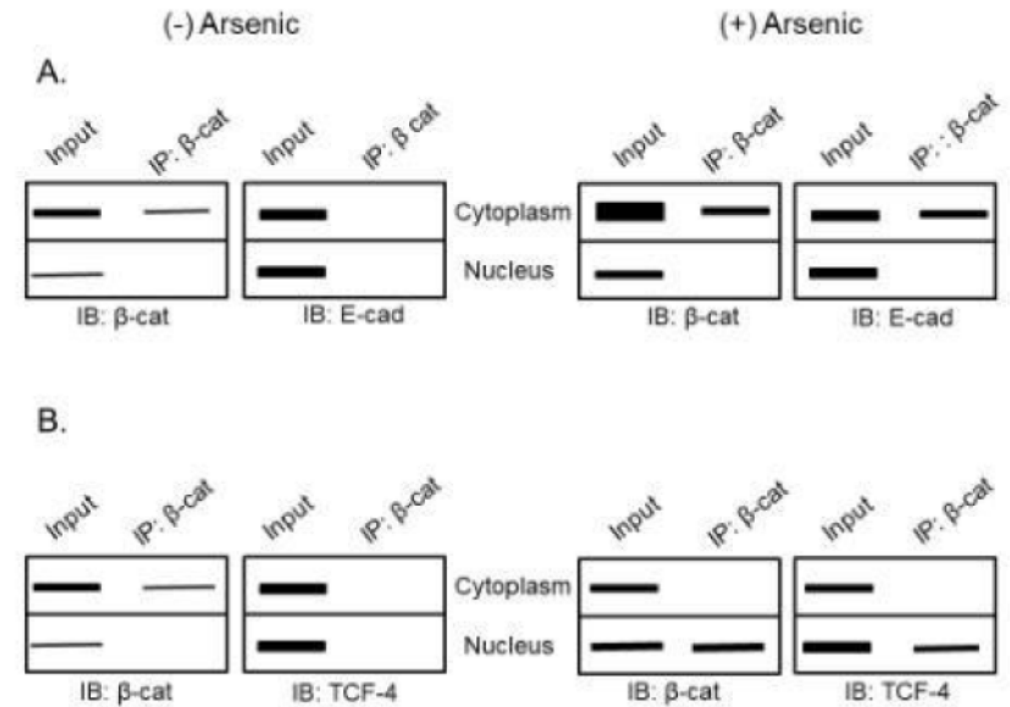 (-) Arsenic (+) Arsenic
A.
Input IP: β-cat Input IP: β cat Input IP: β-cat Input IP: : β-cat
Cytoplasm
Nucleus
IB: β-cat IB: E-cad IB: β-cat IB: E-cad
B.
Input IP: β-cat Input IP: β-cat Input IP: β-cat Input IP: β-cat
Cytoplasm
Nucleus
IB: β-cat IB: TCF-4 IB: β-cat IB: TCF-4